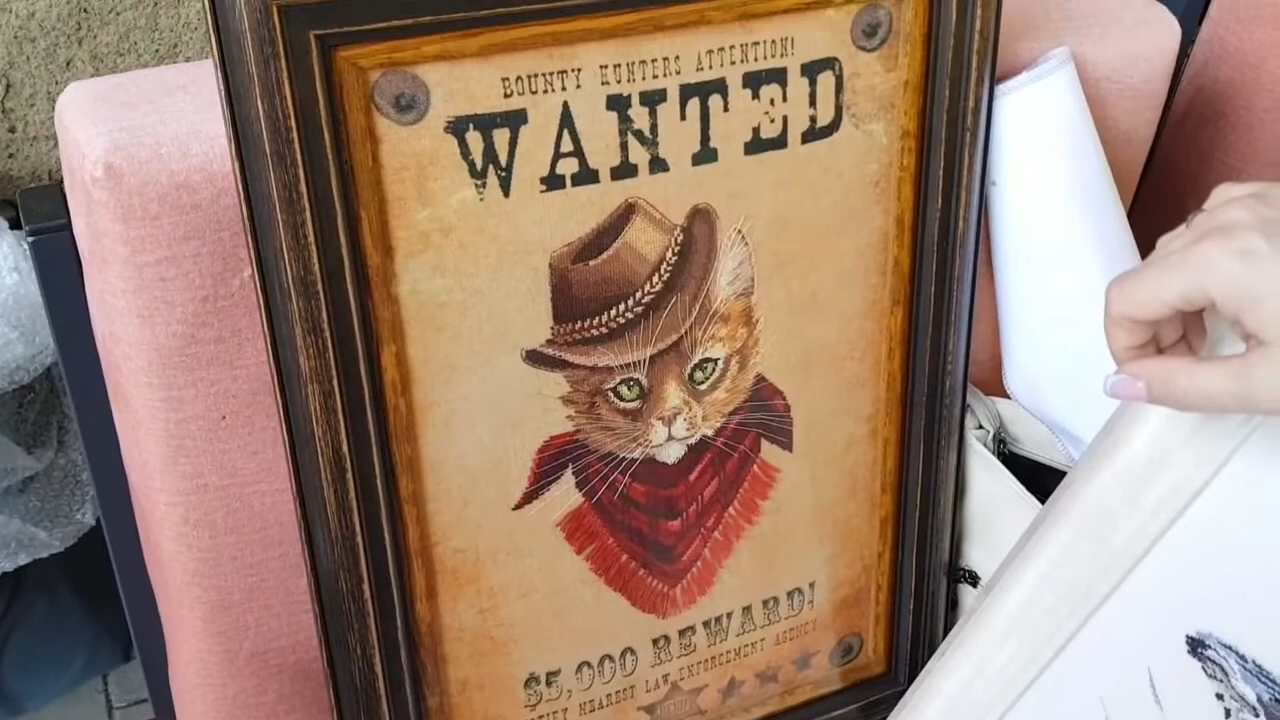 BOUNTY HUNTERS ATTENTION!
WANTED
$5,000 REWARD!
NEAREST LAW ENFORCEMENT AGENCY